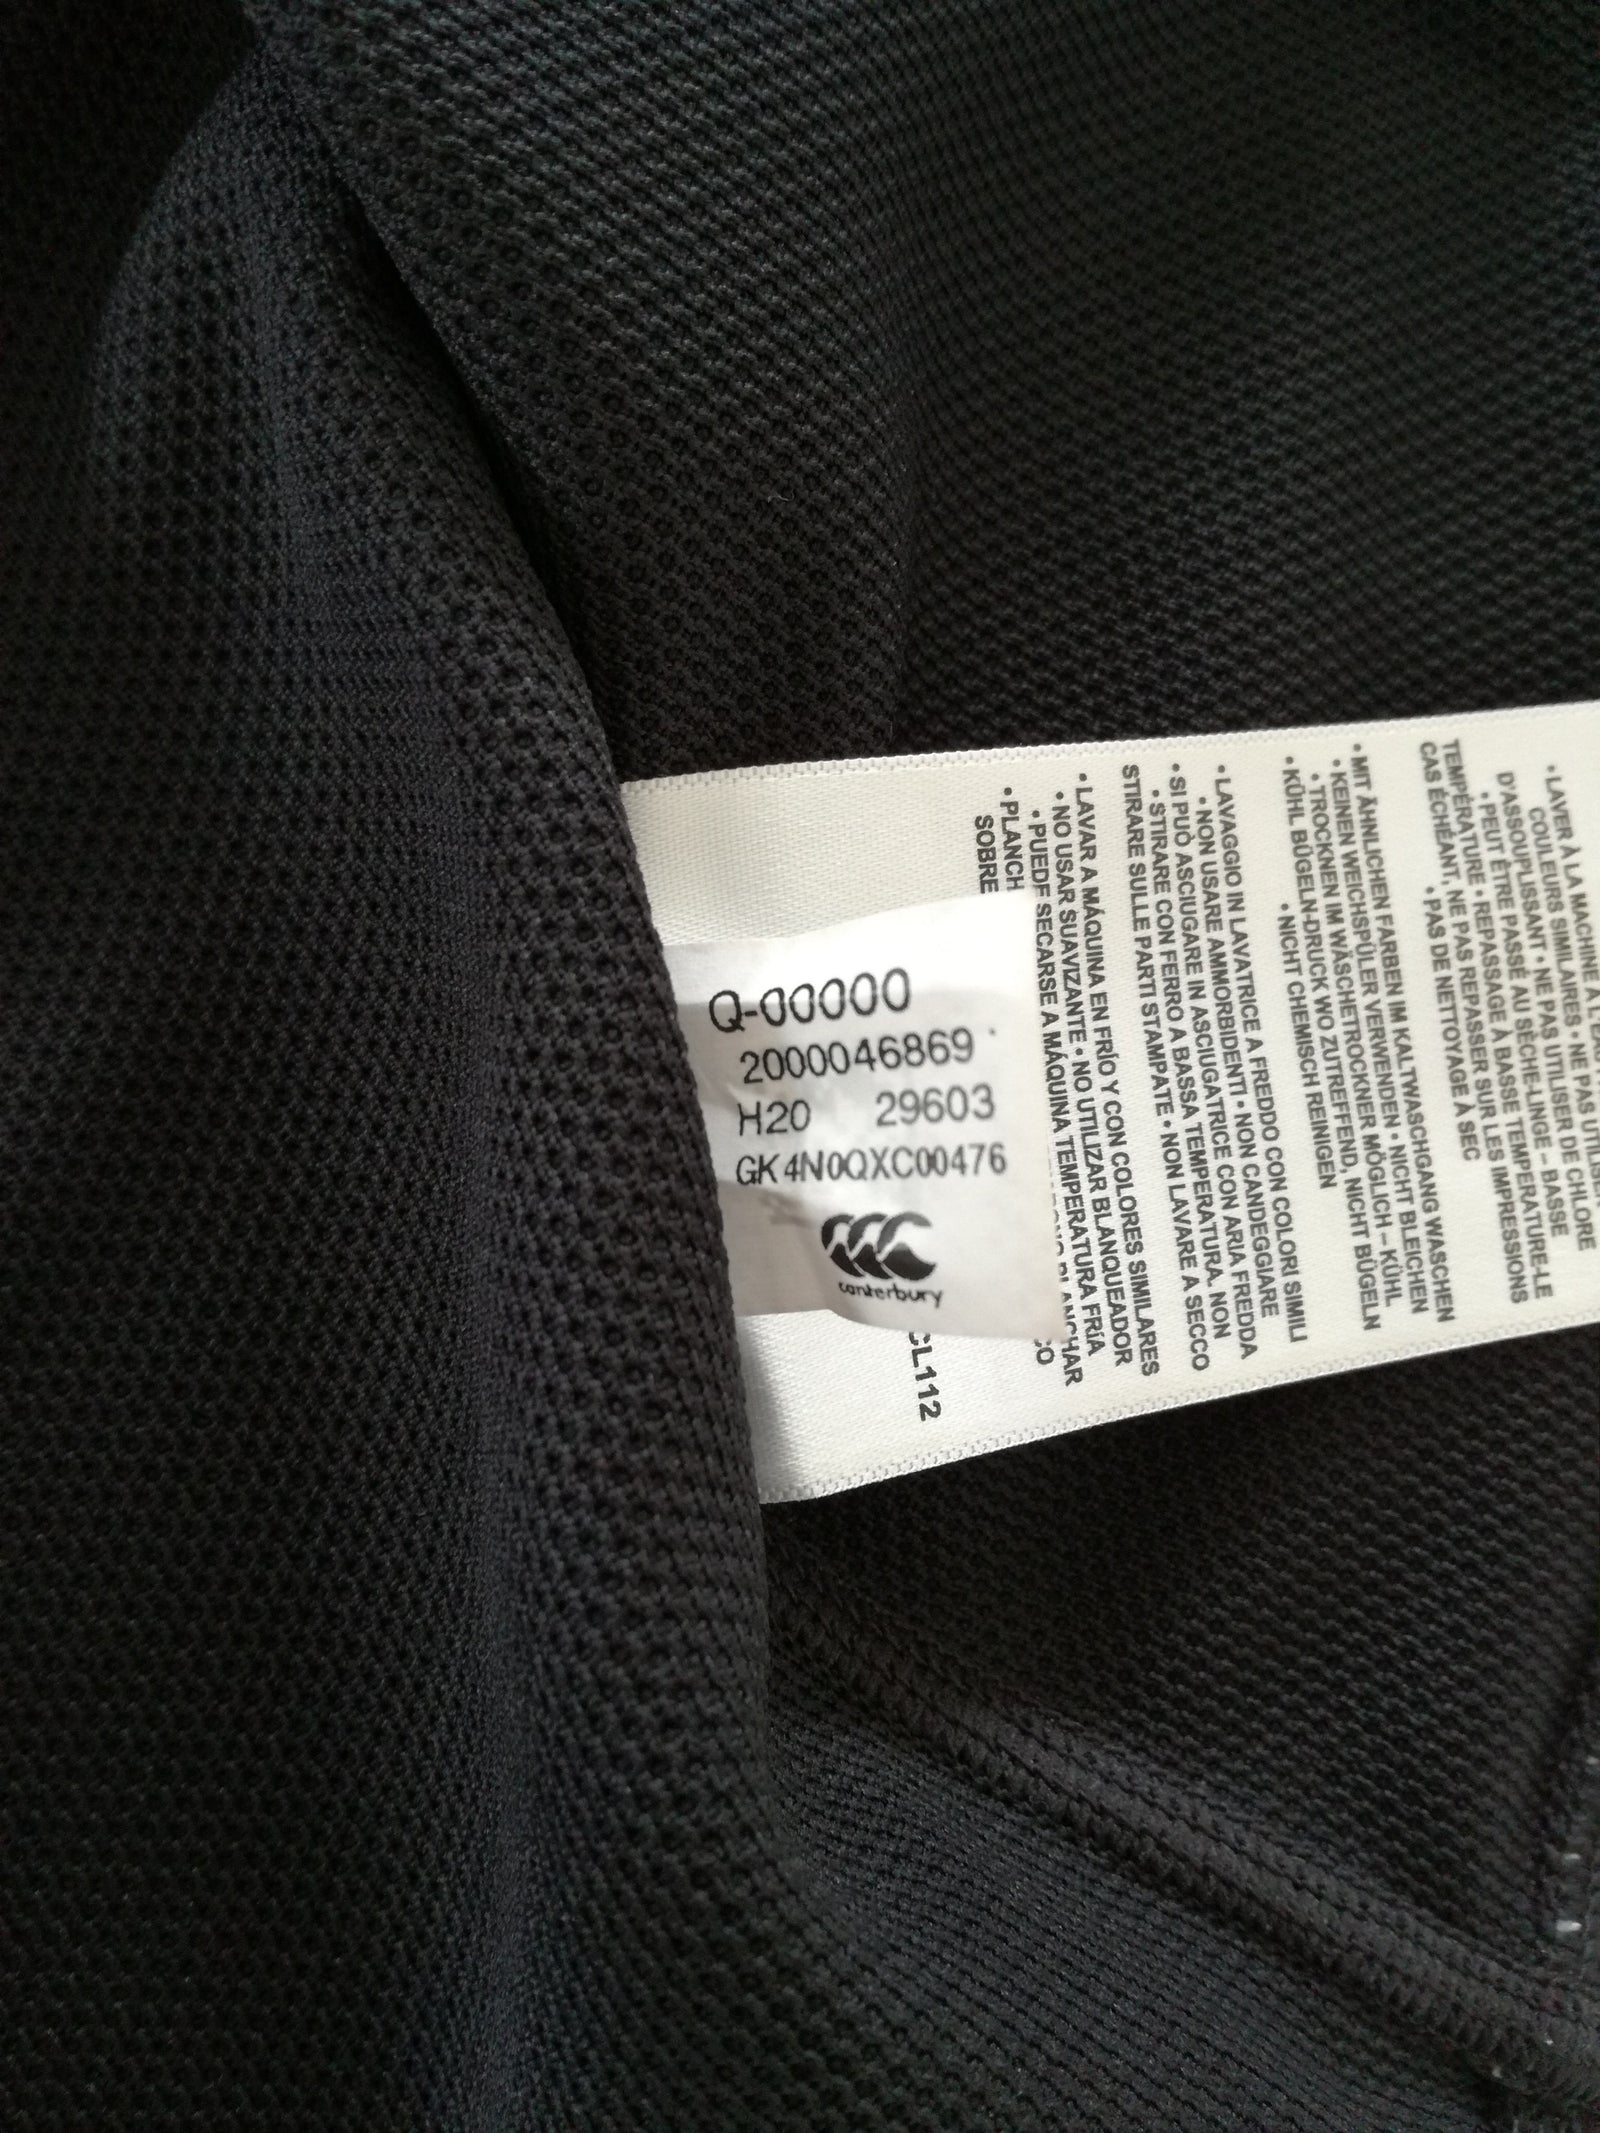 Q-00000
2000046869
H20 29603
GK4N0QXC00476
canterbury
• LAVER À LA MACHINE À L'EAU
COULEURS SIMILAIRES • NE PAS UTILISER
D'ASSOUPLISSANT • NE PAS UTILISER DE CHLORE
• PEUT ÊTRE PASSÉ AU SÈCHE-LINGE – BASSE
TEMPÉRATURE • REPASSAGE À BASSE TEMPERATURE-LE
CAS ÉCHÉANT, NE PAS REPASSER SUR LES IMPRESSIONS
• PAS DE NETTOYAGE À SEC
• MIT ÄHNLICHEN FARBEN IM KALTWASCHGANG WASCHEN
• KEINEN WEICHSPÜLER VERWENDEN • NICHT BLEICHEN
• TROCKNEN IM WÄSCHETROCKNER MÖGLICH – KÜHL
• KÜHL BÜGELN-DRUCK WO ZUTREFFEND, NICHT BÜGELN
• NICHT CHEMISCH REINIGEN
• LAVAGGIO IN LAVATRICE A FREDDO CON COLORI SIMILI
• NON USARE AMMORBIDENTI • NON CANDEGGIARE
• SI PUÒ ASCIUGARE IN ASCIUGATRICE CON ARIA FREDDA
• STIRARE CON FERRO A BASSA TEMPERATURA. NON
STIRARE SULLE PARTI STAMPATE • NON LAVARE A SECCO
• LAVAR A MÁQUINA EN FRÍO Y CON COLORES SIMILARES
• NO USAR SUAVIZANTE • NO UTILIZAR BLANQUEADOR
• PUEDE SECARSE A MÁQUINA TEMPERATURA FRÍA
• PLANCH PLANCHAR
SOBRE CO
CL112